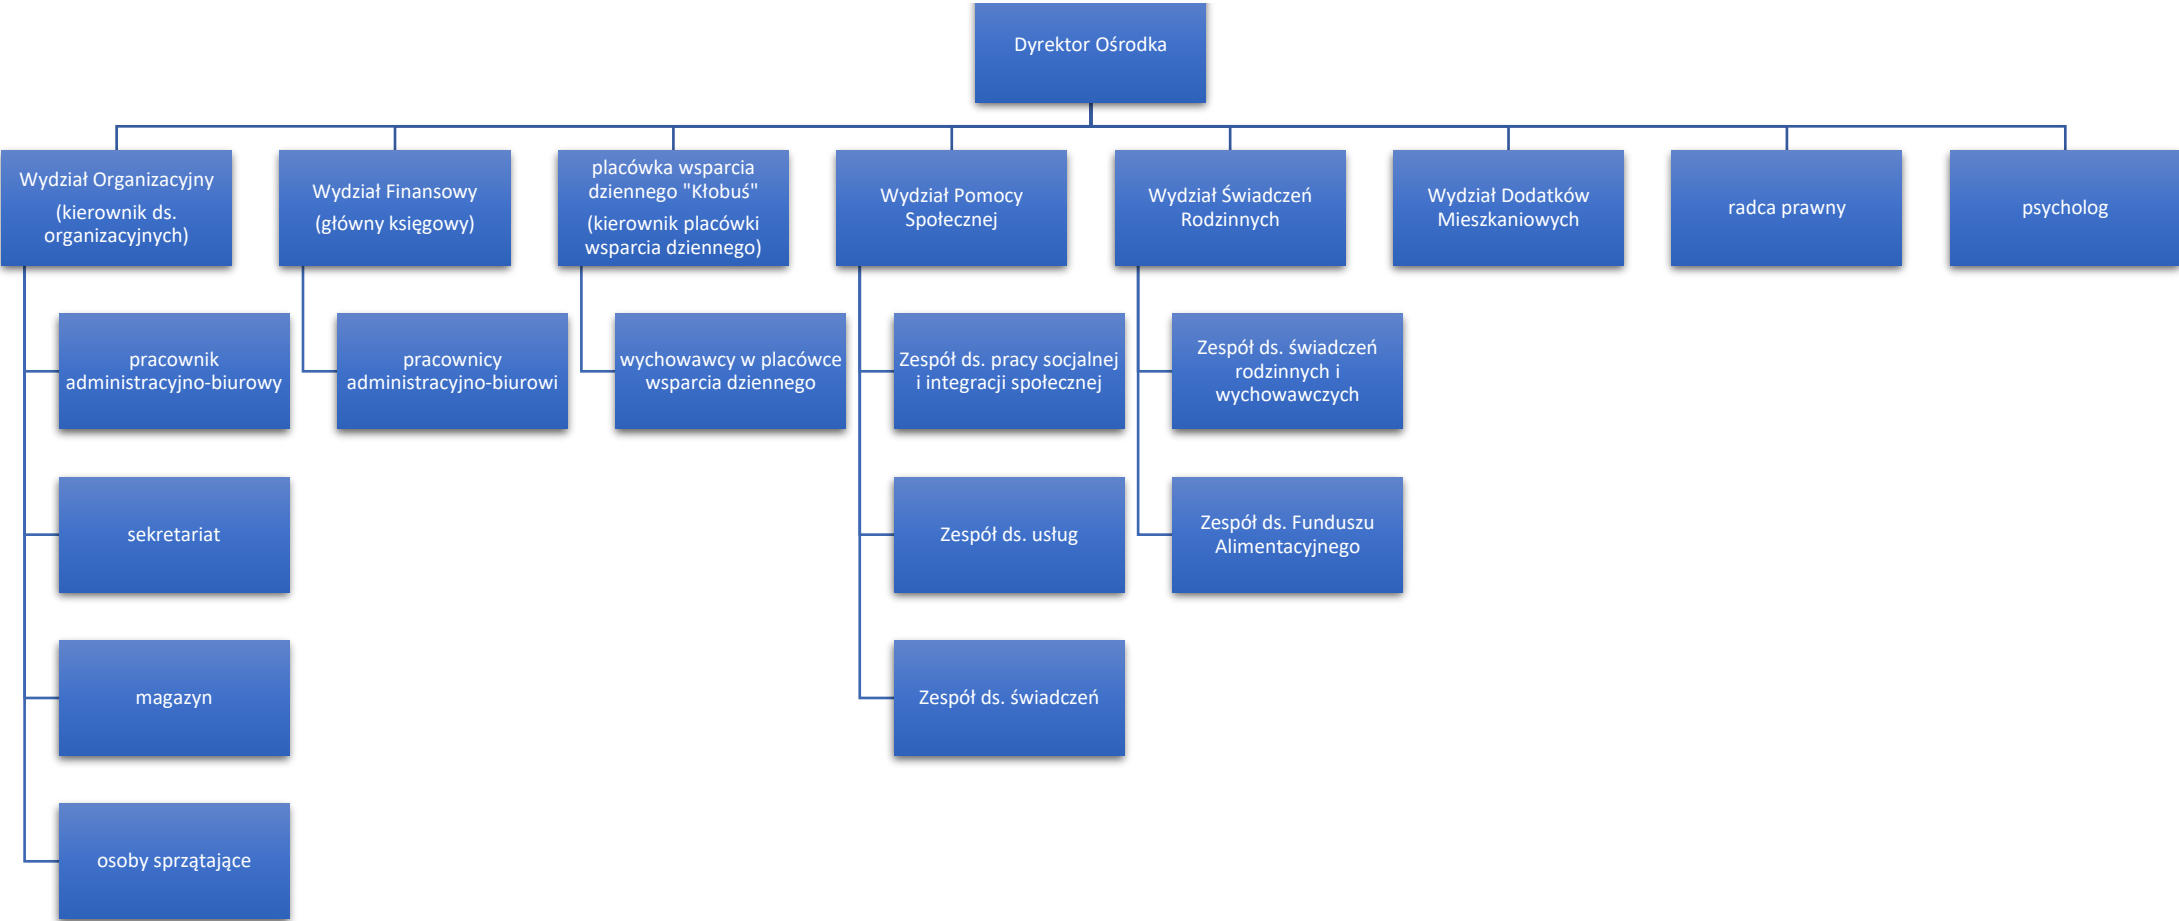 Dyrektor Ośrodka
Wydział Organizacyjny
(kierownik ds.
organizacyjnych)
Wydział Finansowy
(główny księgowy)
placówka wsparcia
dziennego "Kłobuś"
(kierownik placówki
wsparcia dziennego)
Wydział Pomocy
Społecznej
Wydział Świadczeń
Rodzinnych
Wydział Dodatków
Mieszkaniowych
radca prawny
psycholog
pracownik
administracyjno-biurowy
pracownicy
administracyjno-biurowi
wychowawcy w placówce
wsparcia dziennego
Zespół ds. pracy socjalnej
i integracji społecznej
Zespół ds. świadczeń
rodzinnych i
wychowawczych
sekretariat
Zespół ds. usług
Zespół ds. Funduszu
Alimentacyjnego
magazyn
Zespół ds. świadczeń
osoby sprzątające